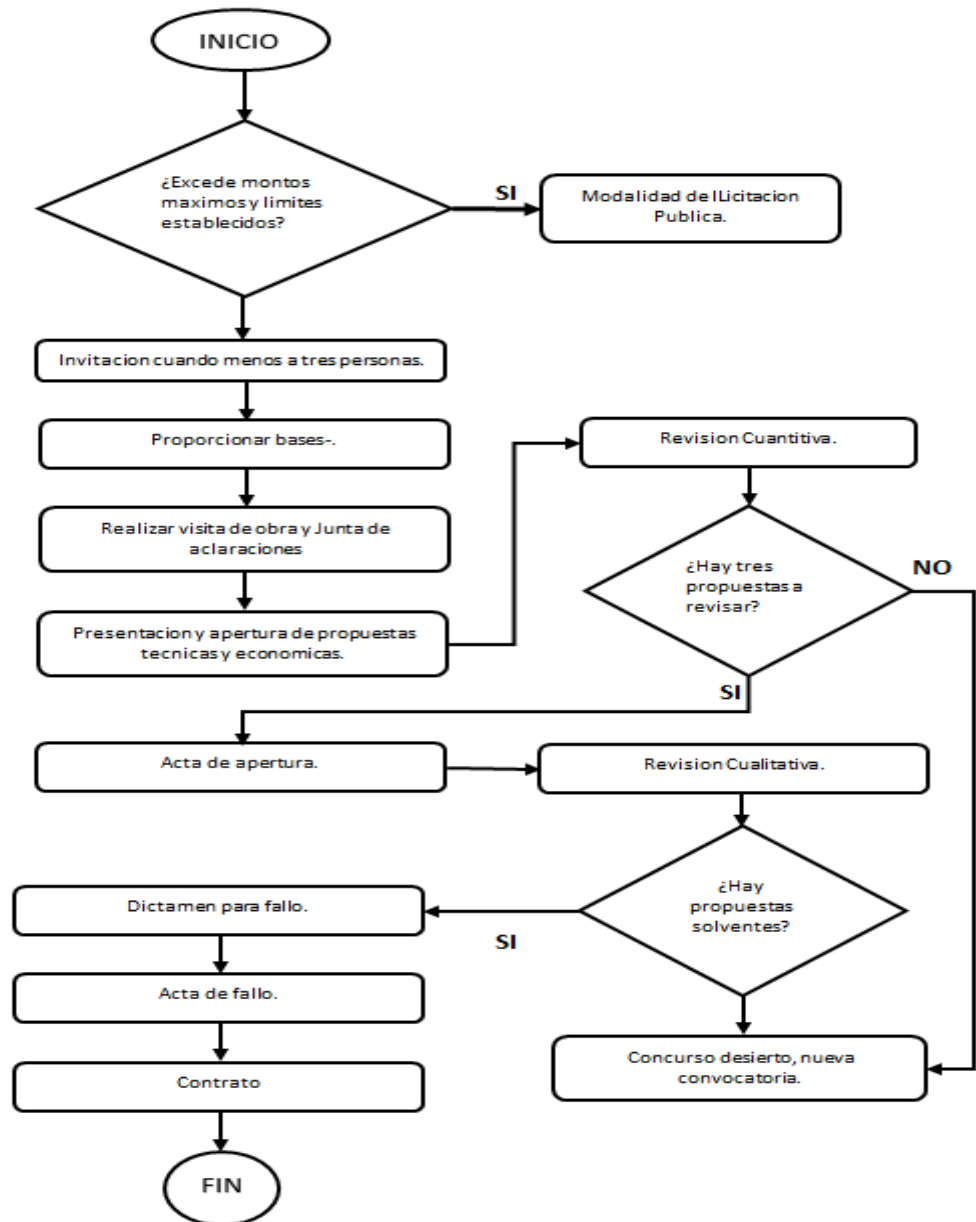 INICIO
¿Excede montos
maximos y limites
establecidos?
SI
Modalidad de lLicitacion
Publica.
Invitacion cuando menos a tres personas.
Proporcionar bases-.
Revision Cuantitiva.
Realizar visita de obra y Junta de
aclaraciones
¿Hay tres
propuestas a
revisar?
NO
Presentacion y apertura de propuestas
tecnicas y economicas.
SI
Acta de apertura.
Revision Cualitativa.
¿Hay
propuestas
solventes?
SI
Dictamen para fallo.
Acta de fallo.
Concurso desierto, nueva
convocatoria.
Contrato
FIN